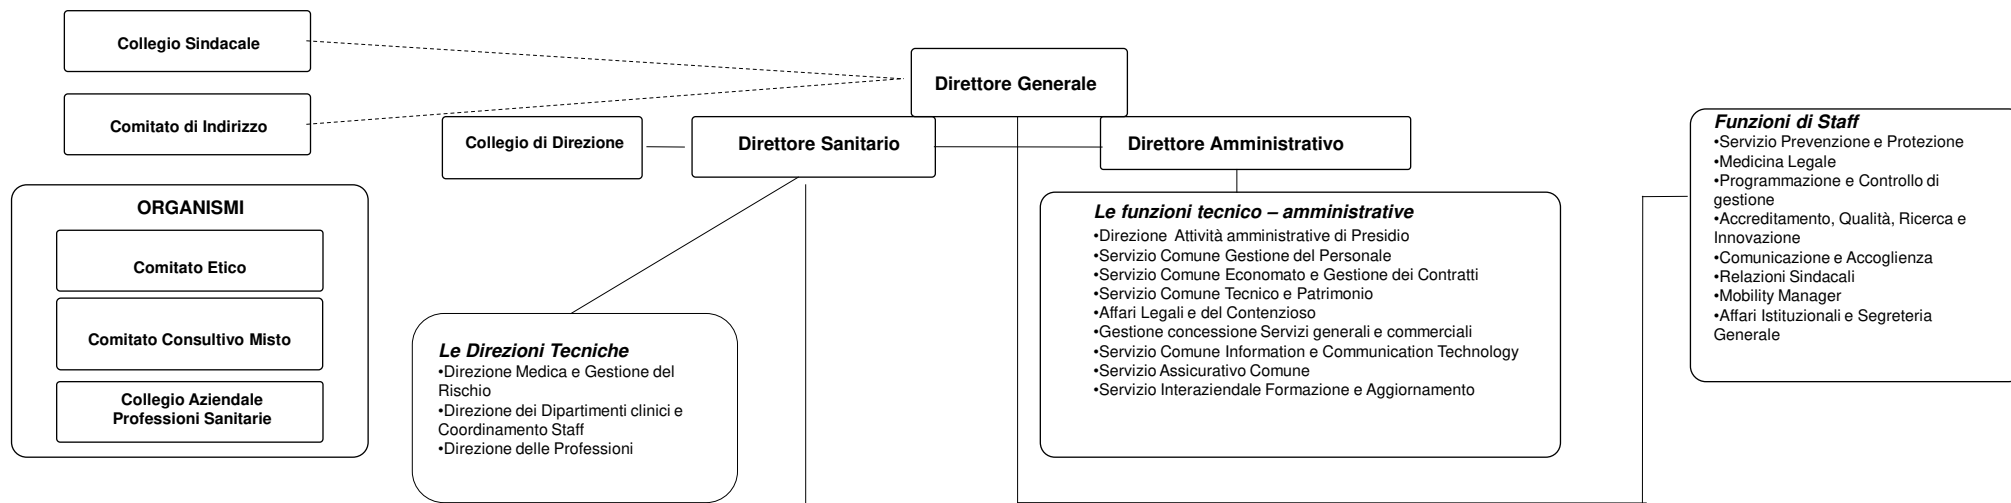 Collegio Sindacale
Comitato di Indirizzo
Direttore Generale
Collegio di Direzione
Direttore Sanitario
Direttore Amministrativo
ORGANISMI
Comitato Etico
Comitato Consultivo Misto
Collegio Aziendale
Professioni Sanitarie
Le Direzioni Tecniche
•Direzione Medica e Gestione del
Rischio
•Direzione dei Dipartimenti clinici e
Coordinamento Staff
•Direzione delle Professioni
Le funzioni tecnico – amministrative
•Direzione Attività amministrative di Presidio
•Servizio Comune Gestione del Personale
•Servizio Comune Economato e Gestione dei Contratti
•Servizio Comune Tecnico e Patrimonio
•Affari Legali e del Contenzioso
•Gestione concessione Servizi generali e commerciali
•Servizio Comune Information e Communication Technology
•Servizio Assicurativo Comune
•Servizio Interaziendale Formazione e Aggiornamento
Funzioni di Staff
•Servizio Prevenzione e Protezione
•Medicina Legale
•Programmazione e Controllo di
gestione
•Accreditamento, Qualità, Ricerca e
Innovazione
•Comunicazione e Accoglienza
•Relazioni Sindacali
•Mobility Manager
•Affari Istituzionali e Segreteria
Generale